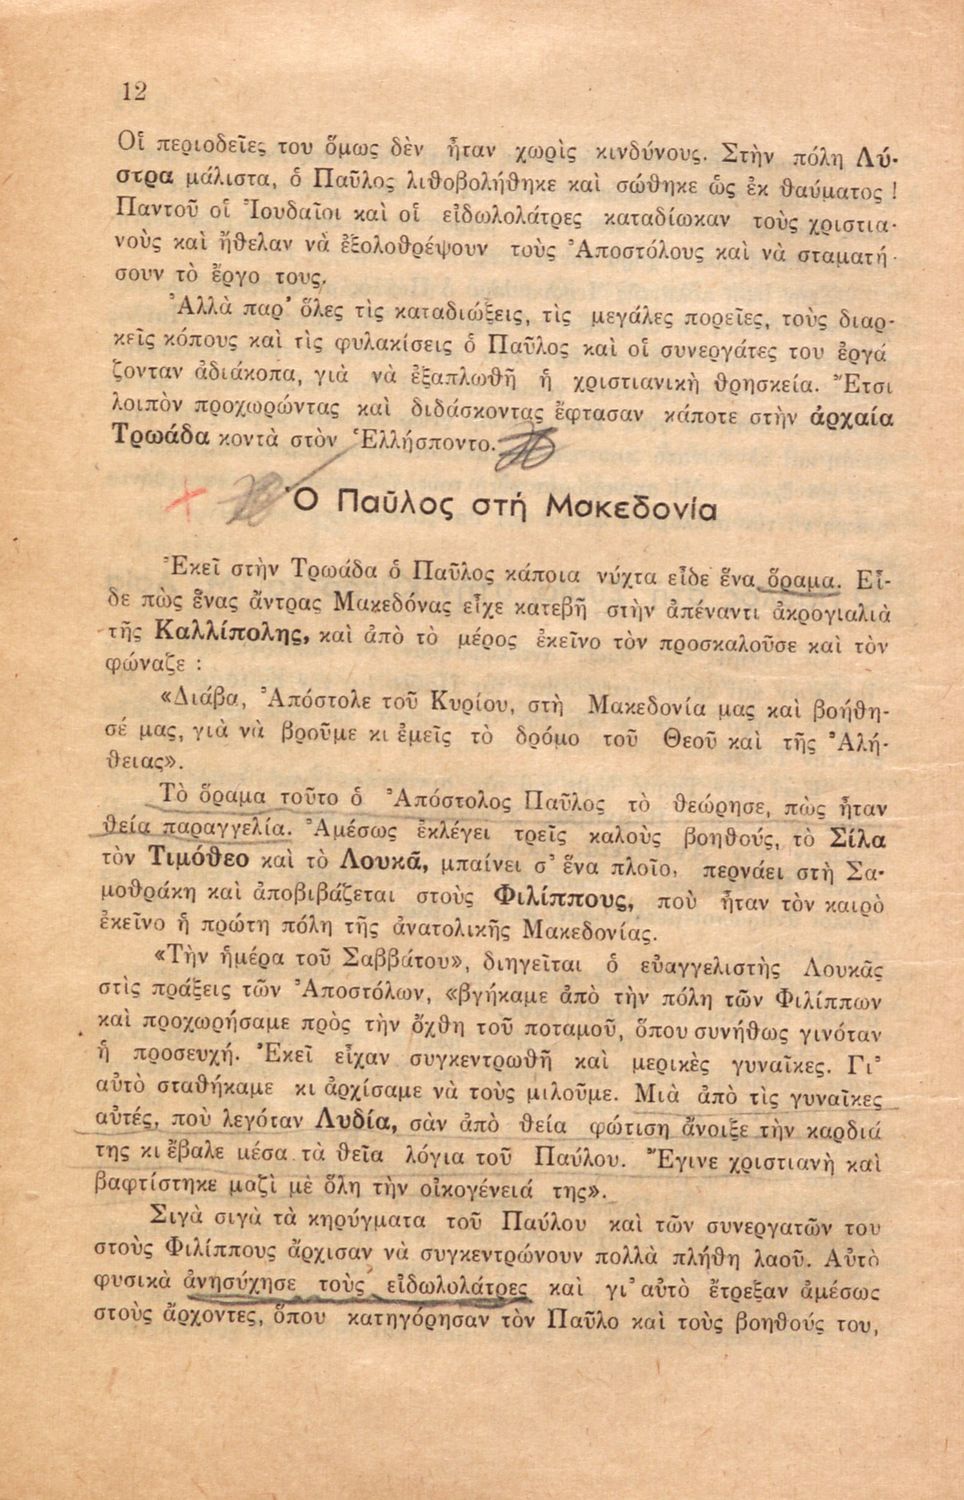 12
Οἱ περιοδεῖες του ὅμως δὲν ἦταν χωρὶς κινδύνους. Στὴν πόλη Λύ-
στρα μάλιστα, ὁ Παῦλος λιθοβολήθηκε καὶ σώθηκε ὡς ἐκ θαύματος !
Παντοῦ οἱ Ἰουδαῖοι καὶ οἱ εἰδωλολάτρες καταδίωκαν τοὺς χριστια-
νοὺς καὶ ἤθελαν νὰ ἐξολοθρέψουν τοὺς Ἀποστόλους καὶ νὰ σταματή-
σουν τὸ ἔργο τους.
Ἀλλὰ παρ' ὅλες τὶς καταδιώξεις, τὶς μεγάλες πορεῖες, τοὺς διαρ-
κεῖς κόπους καὶ τὶς φυλακίσεις ὁ Παῦλος καὶ οἱ συνεργάτες του ἐργά
ζονταν ἀδιάκοπα, γιὰ νὰ ἐξαπλωθῆ ἡ χριστιανικὴ θρησκεία. Ἔτσι
λοιπὸν προχωρώντας καὶ διδάσκοντας ἔφτασαν κάποτε στὴν ἀρχαία
Τρωάδα κοντὰ στὸν Ἑλλήσποντο.
Ὁ Παῦλος στή Μακεδονία
Ἐκεῖ στὴν Τρωάδα ὁ Παῦλος κάποια νύχτα εἶδε ἕνα ὅραμα. Εἶ-
δε πὼς ἕνας ἄντρας Μακεδόνας εἶχε κατεβῆ στὴν ἀπέναντι ἀκρογιαλιὰ
τῆς Καλλίπολης, καὶ ἀπὸ τὸ μέρος ἐκεῖνο τὸν προσκαλοῦσε καὶ τὸν
φώναζε :
«Διάβα, Ἀπόστολε τοῦ Κυρίου, στὴ Μακεδονία μας καὶ βοήθη-
σέ μας, γιὰ νὰ βροῦμε κι ἐμεῖς τὸ δρόμο τοῦ Θεοῦ καὶ τῆς Ἀλή-
θειας».
Τὸ ὅραμα τοῦτο ὁ Ἀπόστολος Παῦλος τὸ θεώρησε, πὼς ἦταν
θεία παραγγελία. Ἀμέσως ἐκλέγει τρεῖς καλοὺς βοηθούς, τὸ Σίλα
τὸν Τιμόθεο καὶ τὸ Λουκᾶ, μπαίνει σ' ἕνα πλοῖο, περνάει στὴ Σα-
μοθράκη καὶ ἀποβιβάζεται στοὺς Φιλίππους, ποὺ ἦταν τὸν καιρὸ
ἐκεῖνο ἡ πρώτη πόλη τῆς ἀνατολικῆς Μακεδονίας.
«Τὴν ἡμέρα τοῦ Σαββάτου», διηγεῖται ὁ εὐαγγελιστὴς Λουκᾶς
στὶς πράξεις τῶν Ἀποστόλων, «βγήκαμε ἀπὸ τὴν πόλη τῶν Φιλίππων
καὶ προχωρήσαμε πρὸς τὴν ὄχθη τοῦ ποταμοῦ, ὅπου συνήθως γινόταν
ἡ προσευχή. Ἐκεῖ εἶχαν συγκεντρωθῆ καὶ μερικὲς γυναῖκες. Γι'
αὐτὸ σταθήκαμε κι ἀρχίσαμε νὰ τοὺς μιλοῦμε. Μιὰ ἀπὸ τὶς γυναῖκες
αὐτές, ποὺ λεγόταν Λυδία, σὰν ἀπὸ θεία φώτιση ἄνοιξε τὴν καρδιά
της κι ἔβαλε μέσα τὰ θεῖα λόγια τοῦ Παύλου. Ἔγινε χριστιανὴ καὶ
βαφτίστηκε μαζὶ μὲ ὅλη τὴν οἰκογένειά της».
Σιγὰ σιγὰ τὰ κηρύγματα τοῦ Παύλου καὶ τῶν συνεργατῶν του
στοὺς Φιλίππους ἄρχισαν νὰ συγκεντρώνουν πολλὰ πλήθη λαοῦ. Αὐτὸ
φυσικὰ ἀνησύχησε τοὺς εἰδωλολάτρες καὶ γι' αὐτὸ ἔτρεξαν ἀμέσως
στοὺς ἄρχοντες, ὅπου κατηγόρησαν τὸν Παῦλο καὶ τοὺς βοηθούς του,